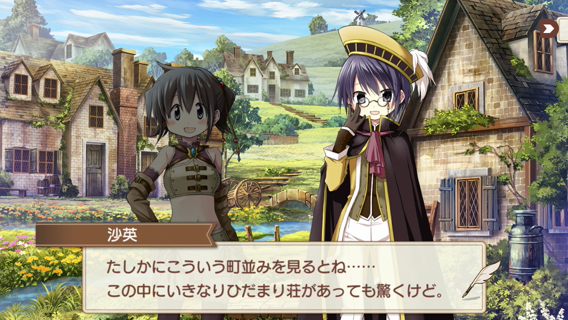 沙英
たしかにこういう町並みを見るとね……
この中にいきなりひだまり荘があっても驚くけど。